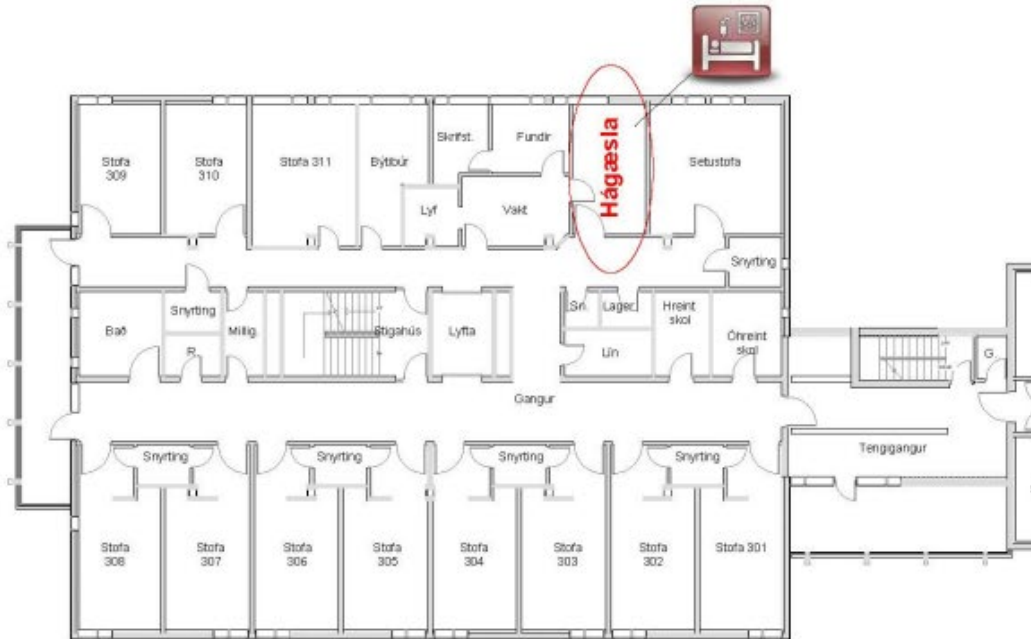 Stofa
309
Stofa
310
Stofa 311
Býtibúr
Skrifst.
Fundir
Hágæsla
Setustofa
Lyf
Vakt
Snyrting
Bað
Snyrting
R.
Millig
Stigahús
Lyfta
Sn.
Lager
Lín
Hreint
skol
Óhreint
skol
G.
Gangur
Tengigangur
Snyrting
Snyrting
Snyrting
Snyrting
Stofa
308
Stofa
307
Stofa
306
Stofa
305
Stofa
304
Stofa
303
Stofa
302
Stofa 301